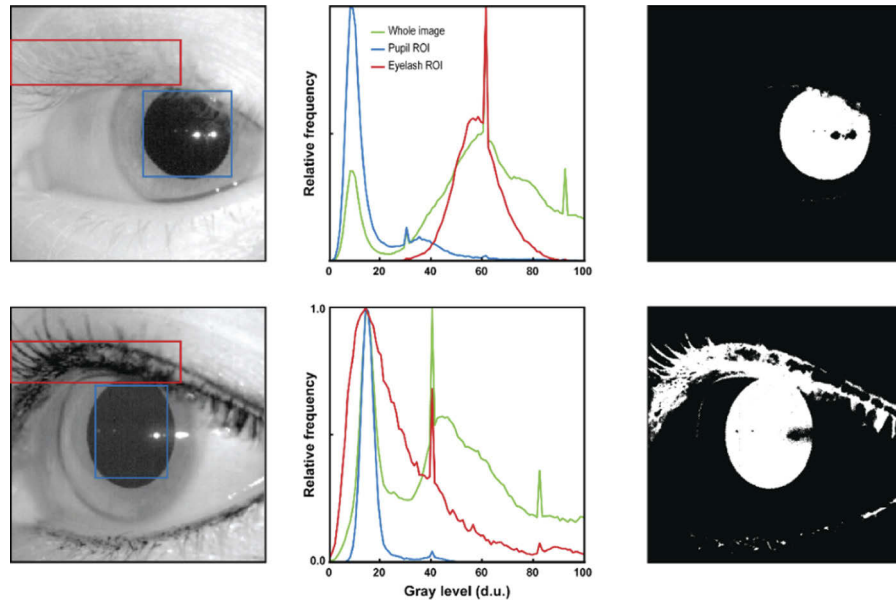 Whole image
Pupil ROI
Eyelash ROI
Relative frequency
0 20 40 60 80 100
1.0
Relative frequency
0.0
0 20 40 60 80 100
Gray level (d.u.)